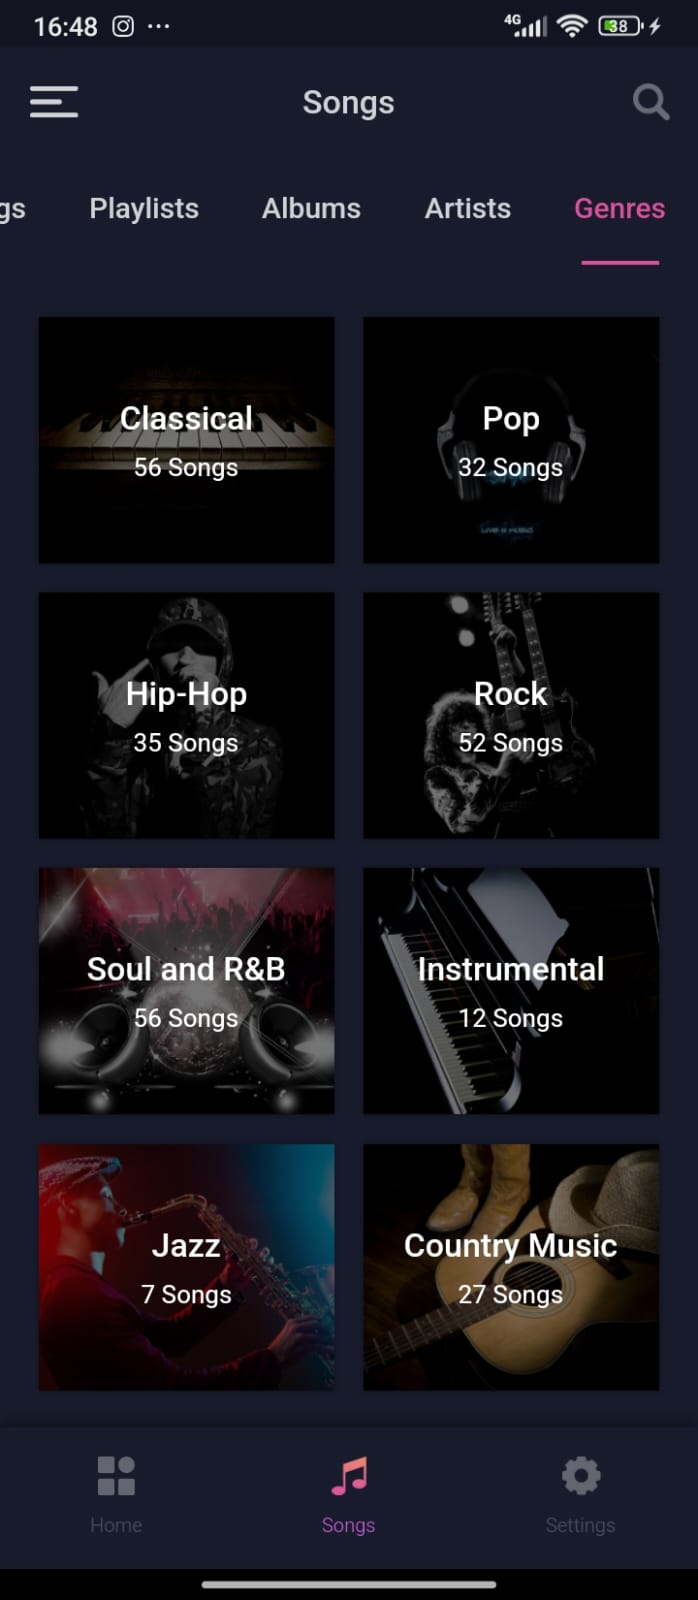 16:48 4G 38
Songs
gs Playlists Albums Artists Genres
Classical
56 Songs
Pop
32 Songs
Hip-Hop
35 Songs
Rock
52 Songs
Soul and R&B
56 Songs
Instrumental
12 Songs
Jazz
7 Songs
Country Music
27 Songs
Home Songs Settings